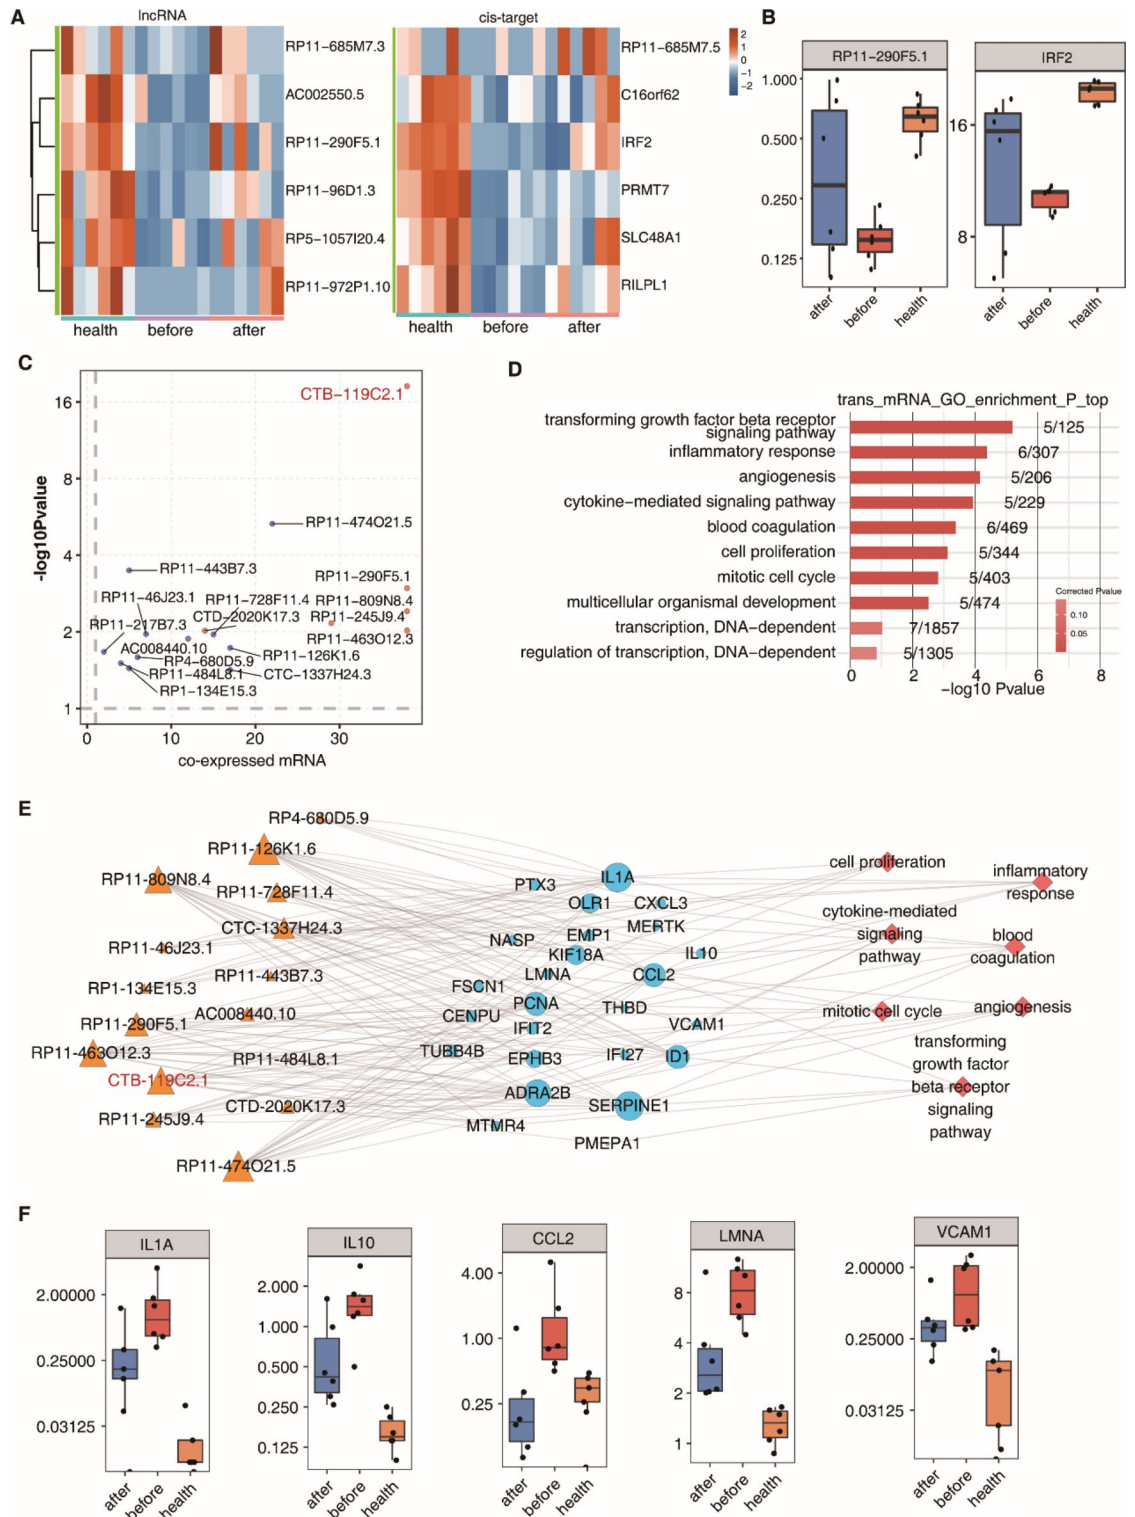 A
lncRNA
RP11-685M7.3
AC002550.5
RP11-290F5.1
RP11-96D1.3
RP5-1057I20.4
RP11-972P1.10
health before after
cis-target
RP11-685M7.5
C16orf62
IRF2
PRMT7
SLC48A1
RILPL1
health before after
2
1
0
−1
−2
B
RP11−290F5.1
1.000
0.500
0.250
0.125
after before health
IRF2
16
8
after before health
C
CTB−119C2.1
RP11−474O21.5
RP11−443B7.3
RP11−290F5.1
RP11−46J23.1
RP11−728F11.4
RP11−809N8.4
CTD−2020K17.3
RP11−245J9.4
RP11−217B7.3
RP11−463O12.3
AC008440.10
RP11−126K1.6
RP4−680D5.9
RP11−484L8.1
CTC−1337H24.3
RP1−134E15.3
16
8
4
2
1
-log10Pvalue
0 10 20 30
co-expressed mRNA
D
trans_mRNA_GO_enrichment_P_top
transforming growth factor beta receptor
signaling pathway
5/125
inflammatory response 6/307
angiogenesis 5/206
cytokine-mediated signaling pathway 5/229
blood coagulation 6/469
cell proliferation 5/344
mitotic cell cycle 5/403
multicellular organismal development 5/474
transcription, DNA-dependent 7/1857
regulation of transcription, DNA-dependent 5/1305
Corrected Pvalue
0.10
0.05
0 2 4 6 8
−log10 Pvalue
E
RP4-680D5.9
RP11-126K1.6
RP11-809N8.4
RP11-728F11.4
CTC-1337H24.3
RP11-46J23.1
RP11-443B7.3
RP1-134E15.3
AC008440.10
RP11-290F5.1
RP11-463O12.3
RP11-484L8.1
CTB-119C2.1
CTD-2020K17.3
RP11-245J9.4
RP11-474O21.5
PTX3
IL1A
OLR1
CXCL3
EMP1
MERTK
NASP
KIF18A
IL10
LMNA
CCL2
FSCN1
PCNA
THBD
CENPU
IFIT2
VCAM1
TUBB4B
EPHB3
IFI27
ID1
ADRA2B
SERPINE1
MTMR4
PMEPA1
cell proliferation
inflammatory
response
cytokine-mediated
signaling
pathway
blood
coagulation
mitotic cell cycle
angiogenesis
transforming
growth factor
beta receptor
signaling
pathway
F
IL1A
2.00000
0.25000
0.03125
after before health
IL10
2.000
1.000
0.500
0.250
0.125
after before health
CCL2
4.00
1.00
0.25
after before health
LMNA
8
4
2
1
after before health
VCAM1
2.00000
0.25000
0.03125
after before health